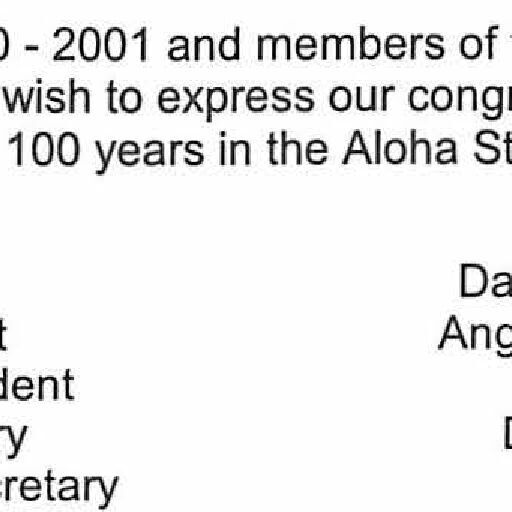 0 - 2001 and members of
wish to express our congr
100 years in the Aloha St
Da
t
Ang
dent
ry
D
cretary